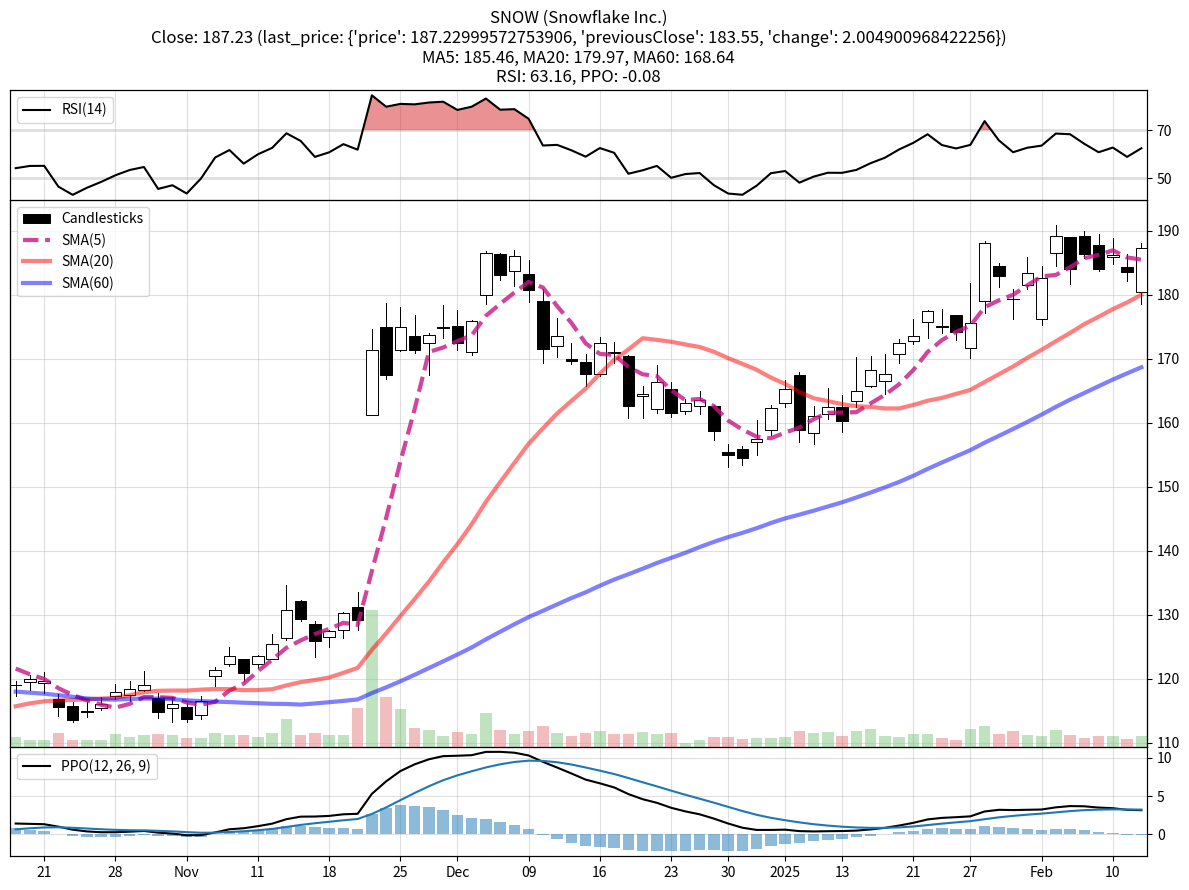 SNOW (Snowflake Inc.)
Close: 187.23 (last_price: {'price': 187.22999572753906, 'previousClose': 183.55, 'change': 2.004900968422256})
MA5: 185.46, MA20: 179.97, MA60: 168.64
RSI: 63.16, PPO: -0.08
RSI(14)
70
50
Candlesticks
SMA(5)
SMA(20)
SMA(60)
190
180
170
160
150
140
130
120
110
PPO(12, 26, 9)
10
5
0
21 28 Nov 11 18 25 Dec 09 16 23 30 2025 13 21 27 Feb 10